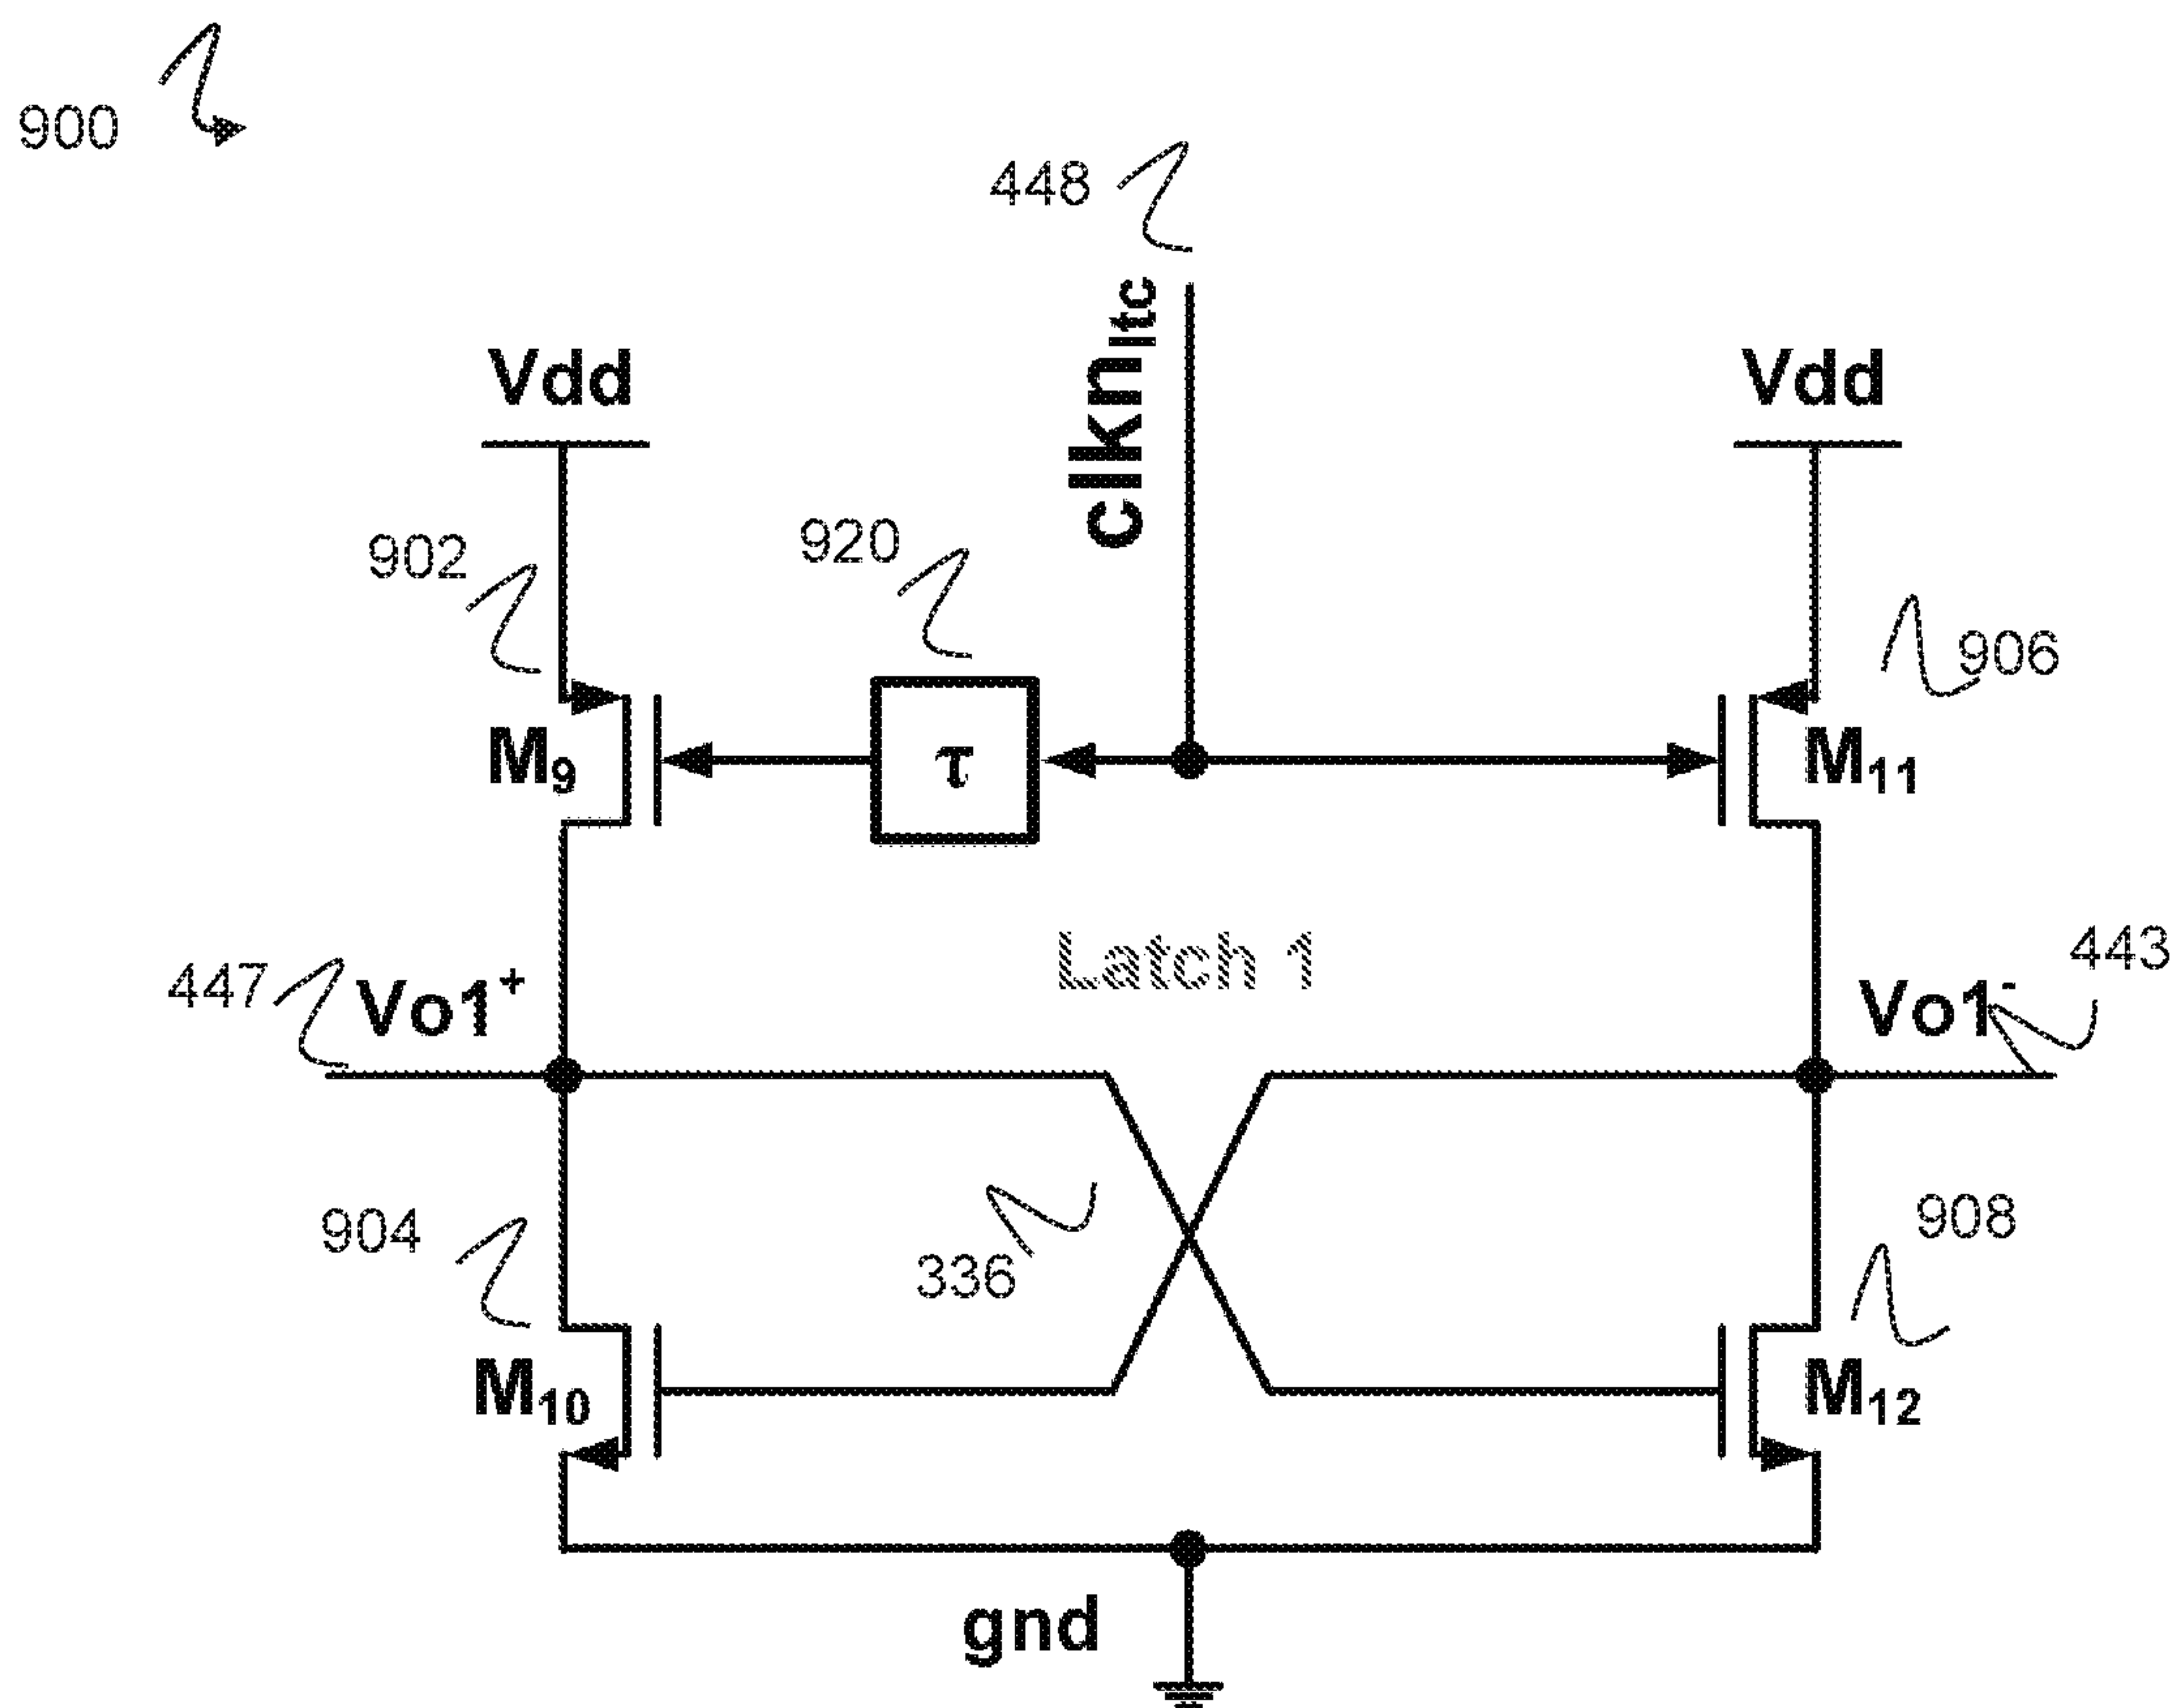 900
448
clknltc
Vdd
Vdd
902
920
906
M9
τ
M11
Latch 1
447
Vo1+
Vo1-
443
904
336
908
M10
M12
gnd